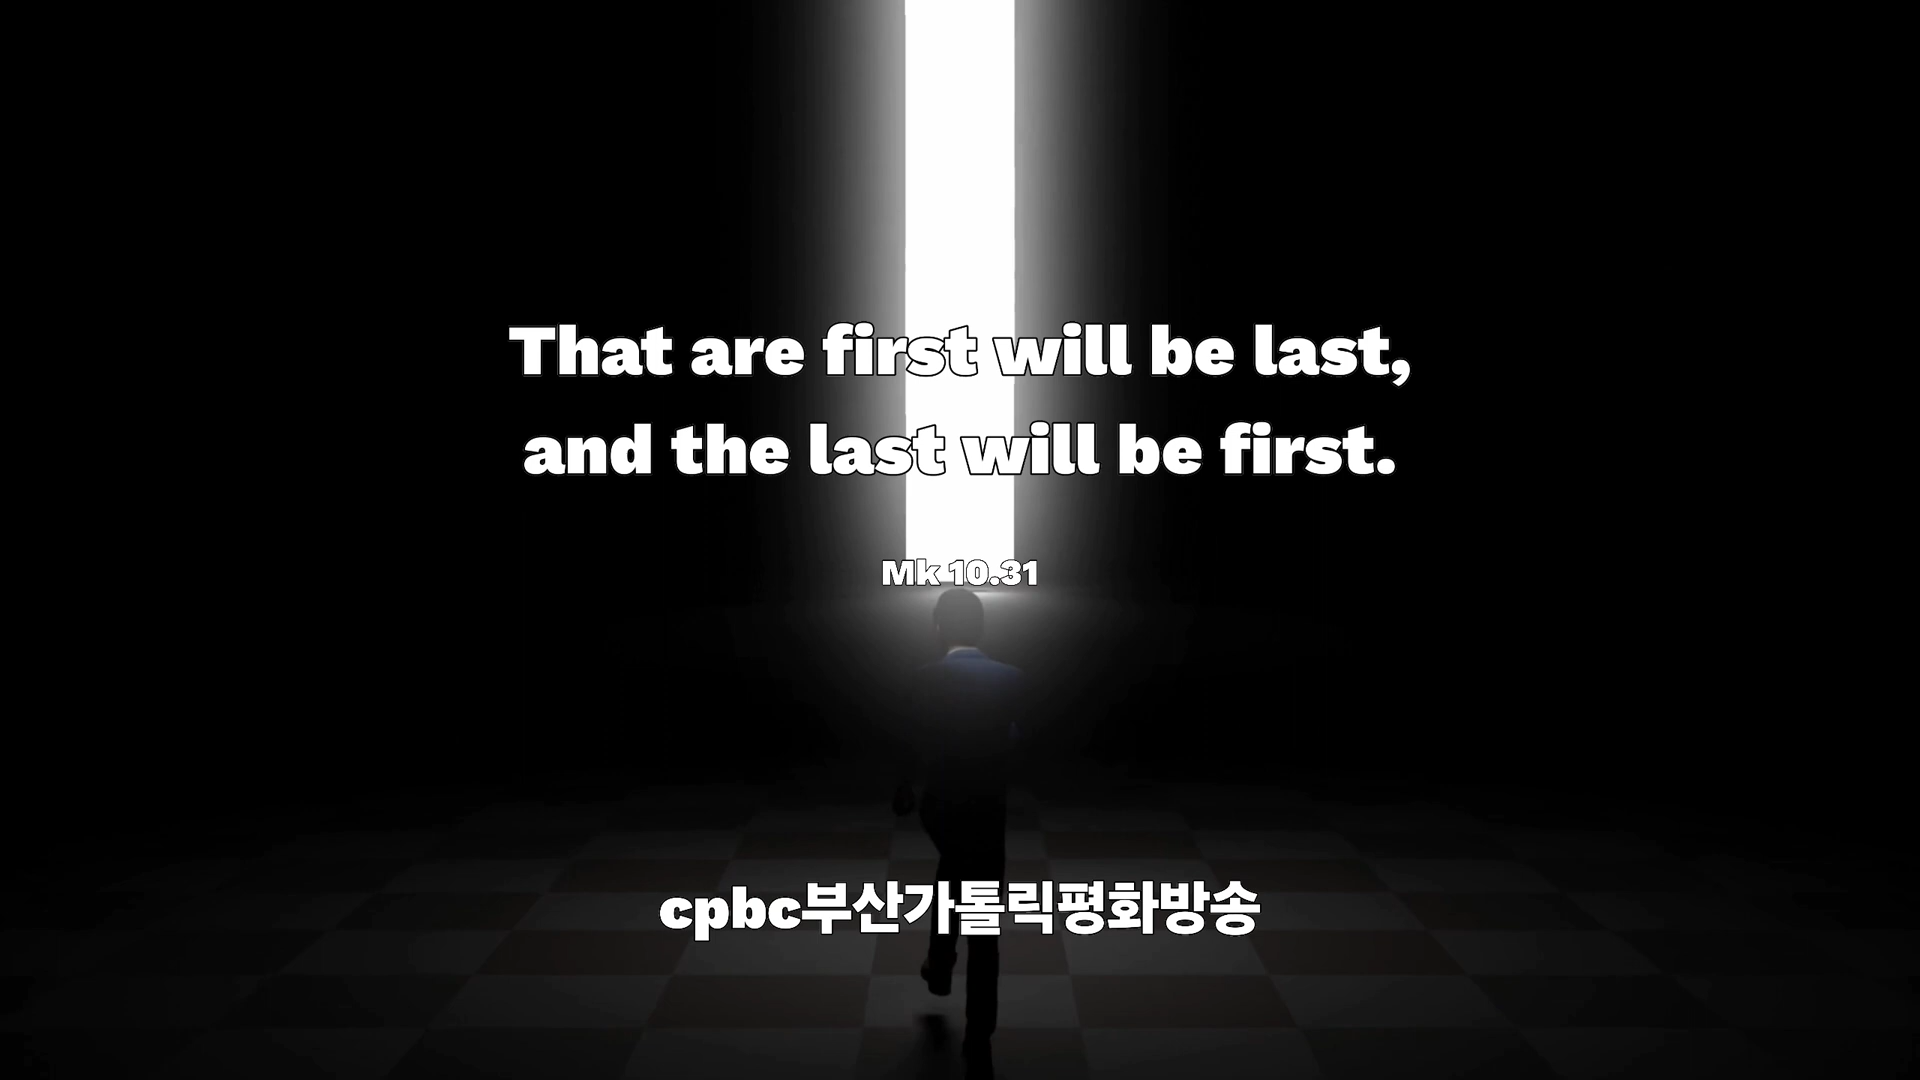 That are first will be last,
and the last will be first.
Mk 10.31
cpbc부산가톨릭평화방송